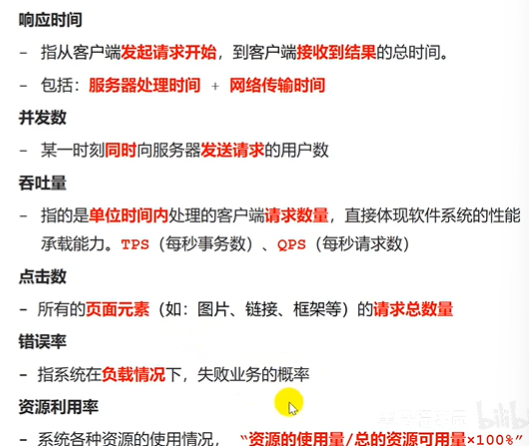 响应时间
– 指从客户端发起请求开始，到客户端接收到结果的总时间。
– 包括：服务器处理时间 + 网络传输时间
并发数
– 某一时刻同时向服务器发送请求的用户数
吞吐量
– 指的是单位时间内处理的客户端请求数量，直接体现软件系统的性能
承载能力。TPS（每秒事务数）、QPS（每秒请求数）
点击数
– 所有的页面元素（如：图片、链接、框架等）的请求总数量
错误率
– 指系统在负载情况下，失败业务的概率
资源利用率
– 系统各种资源的使用情况， “资源的使用量/总的资源可用量×100%”